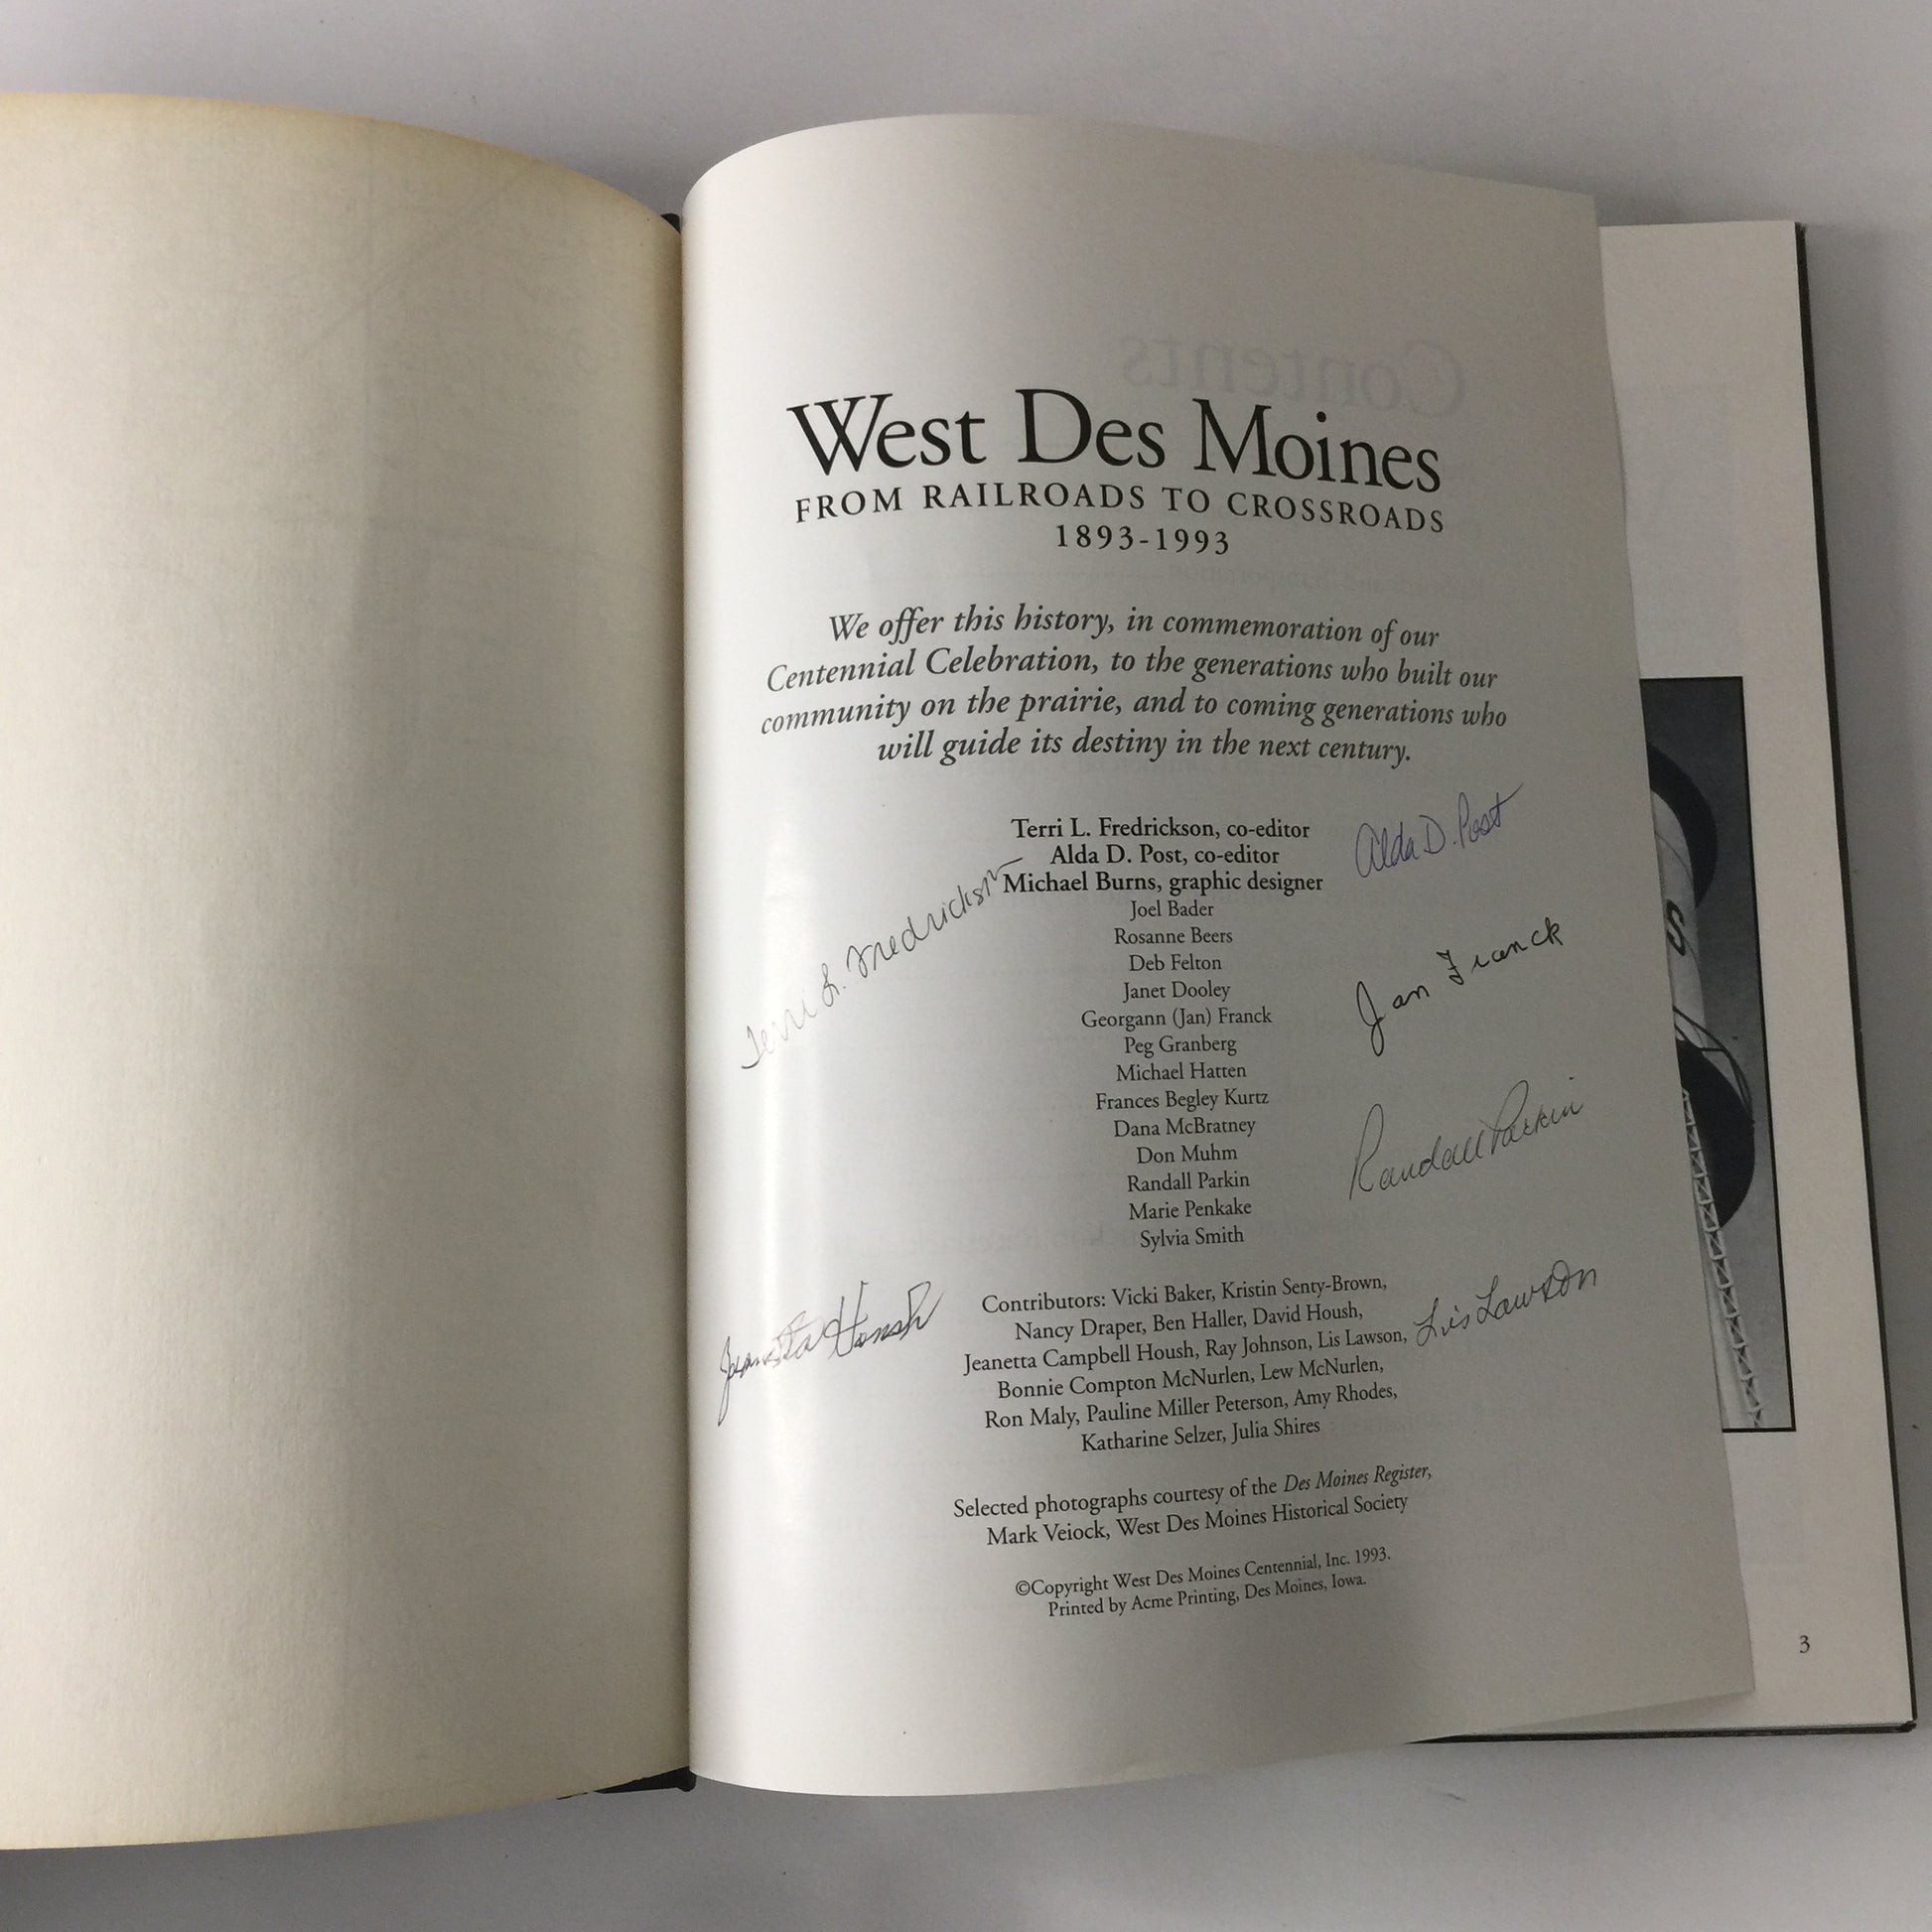 West Des Moines
FROM RAILROADS TO CROSSROADS
1893-1993
We offer this history, in commemoration of our
Centennial Celebration, to the generations who built our
community on the prairie, and to coming generations who
will guide its destiny in the next century.
Terri L. Fredrickson, co-editor
Alda D. Post, co-editor
Michael Burns, graphic designer
Joel Bader
Rosanne Beers
Deb Felton
Janet Dooley
Georgann (Jan) Franck
Peg Granberg
Michael Hatten
Frances Begley Kurtz
Dana McBratney
Don Muhm
Randall Parkin
Marie Penkake
Sylvia Smith
Alda D. Post
Terri L. Fredrickson
Jan Franck
Randall Parkin
Jeanetta Housh
Lis Lawson
Contributors: Vicki Baker, Kristin Senty-Brown,
Nancy Draper, Ben Haller, David Housh,
Jeanetta Campbell Housh, Ray Johnson, Lis Lawson,
Bonnie Compton McNurlen, Lew McNurlen,
Ron Maly, Pauline Miller Peterson, Amy Rhodes,
Katharine Selzer, Julia Shires
Selected photographs courtesy of the Des Moines Register,
Mark Veiock, West Des Moines Historical Society
©Copyright West Des Moines Centennial, Inc. 1993.
Printed by Acme Printing, Des Moines, Iowa.
Contents
S
3